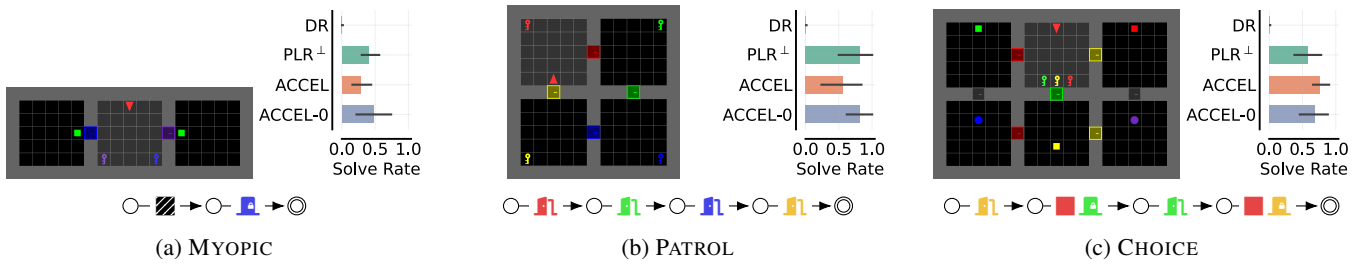 DR
PLR ⊥
ACCEL
ACCEL-0
0.0 0.5 1.0
Solve Rate
(a) MYOPIC
DR
PLR ⊥
ACCEL
ACCEL-0
0.0 0.5 1.0
Solve Rate
(b) PATROL
DR
PLR ⊥
ACCEL
ACCEL-0
0.0 0.5 1.0
Solve Rate
(c) CHOICE